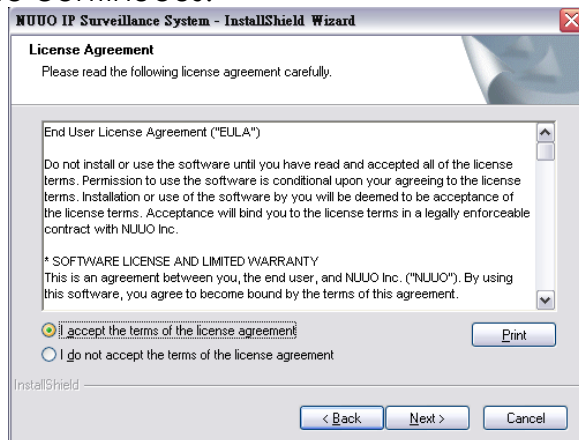 NUUO IP Surveillance System - InstallShield Wizard
License Agreement
Please read the following license agreement carefully.
End User License Agreement ("EULA")
Do not install or use the software until you have read and accepted all of the license
terms. Permission to use the software is conditional upon your agreeing to the license
terms. Installation or use of the software by you will be deemed to be acceptance of
the license terms. Acceptance will bind you to the license terms in a legally enforceable
contract with NUUO Inc.
* SOFTWARE LICENSE AND LIMITED WARRANTY
This is an agreement between you, the end user, and NUUO Inc. ("NUUO"). By using
this software, you agree to become bound by the terms of this agreement.
I accept the terms of the license agreement
Print
I do not accept the terms of the license agreement
InstallShield
< Back
Next >
Cancel